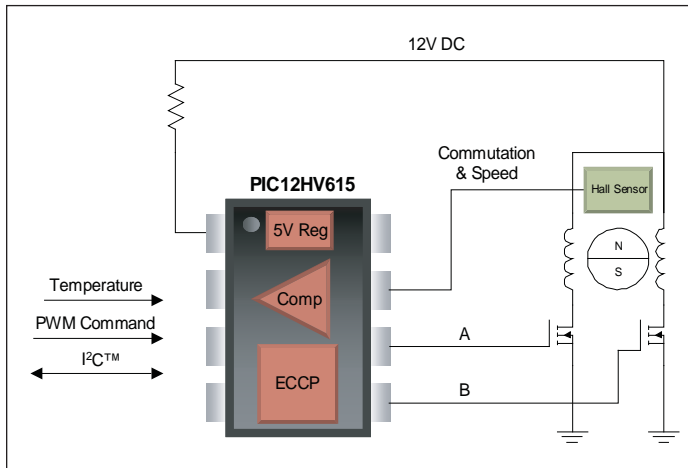 12V DC
Commutation
& Speed
PIC12HV615
Hall Sensor
5V Reg
N
S
Temperature
Comp
PWM Command
A
I²C™
ECCP
B